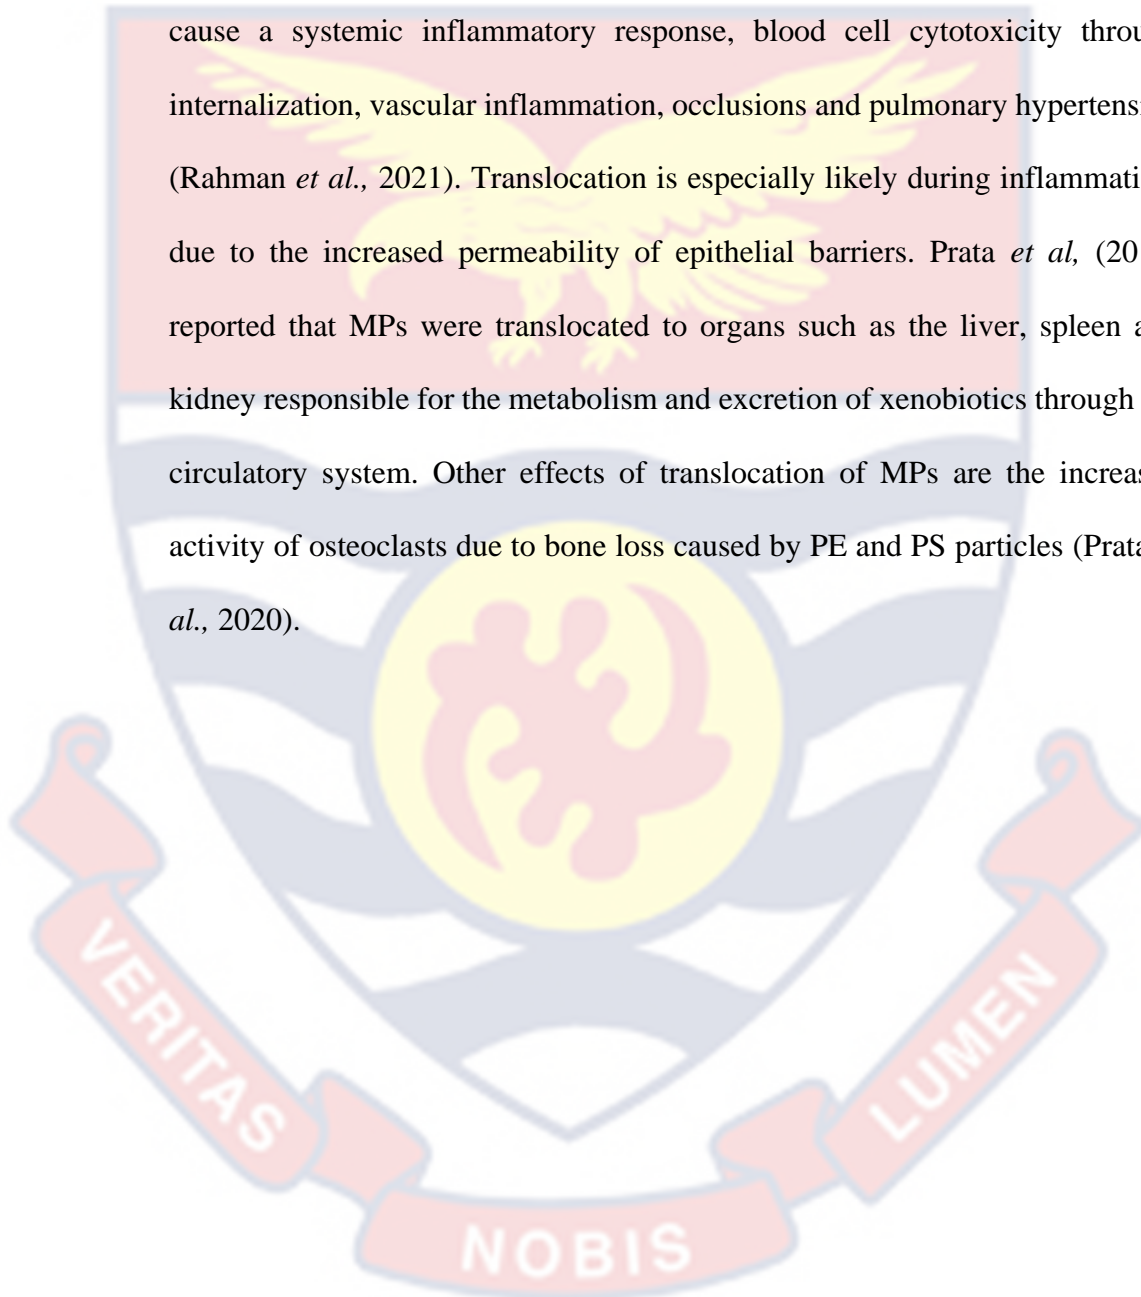 cause a systemic inflammatory response, blood cell cytotoxicity throu
internalization, vascular inflammation, occlusions and pulmonary hypertensi
(Rahman et al., 2021). Translocation is especially likely during inflammati
due to the increased permeability of epithelial barriers. Prata et al, (20
reported that MPs were translocated to organs such as the liver, spleen a
kidney responsible for the metabolism and excretion of xenobiotics through
circulatory system. Other effects of translocation of MPs are the increas
activity of osteoclasts due to bone loss caused by PE and PS particles (Prata
al., 2020).
VERITAS
NOBIS
LUMEN